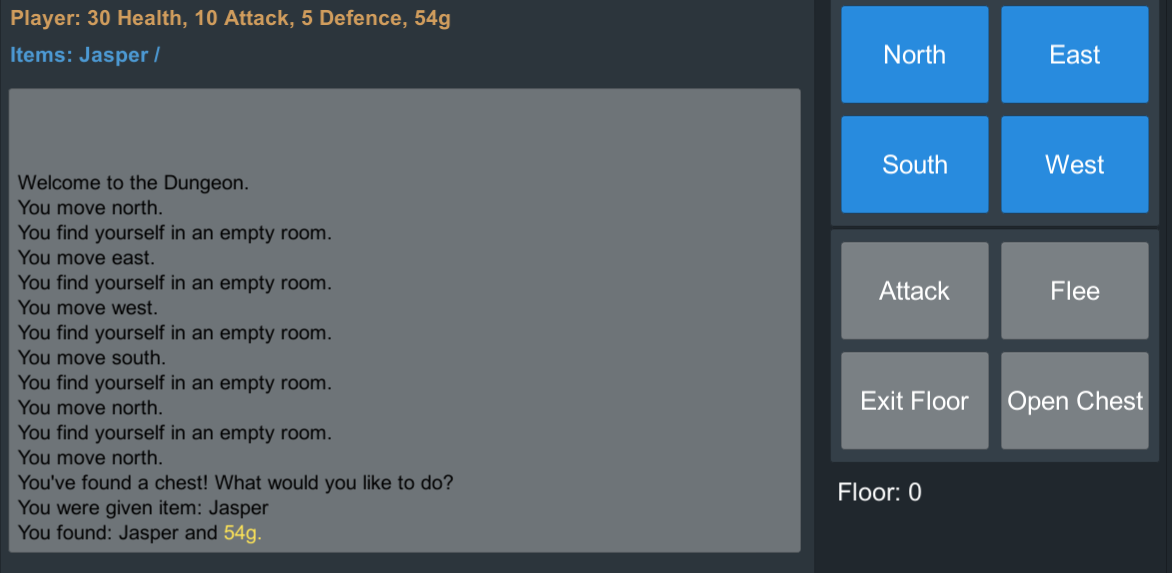 Player: 30 Health, 10 Attack, 5 Defence, 54g
Items: Jasper /
Welcome to the Dungeon.
You move north.
You find yourself in an empty room.
You move east.
You find yourself in an empty room.
You move west.
You find yourself in an empty room.
You move south.
You find yourself in an empty room.
You move north.
You find yourself in an empty room.
You move north.
You've found a chest! What would you like to do?
You were given item: Jasper
You found: Jasper and 54g.
North
East
South
West
Attack
Flee
Exit Floor
Open Chest
Floor: 0